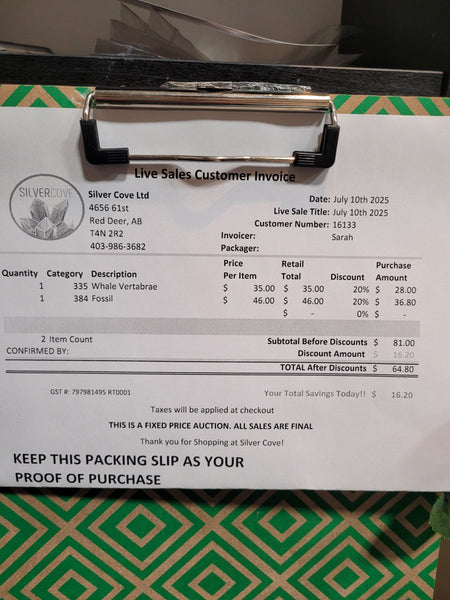 Live Sales Customer Invoice
SILVERCOVE
Silver Cove Ltd
4656 61st
Red Deer, AB
T4N 2R2
403-986-3682
Date: July 10th 2025
Live Sale Title: July 10th 2025
Customer Number: 16133
Invoicer: Sarah
Packager:
Quantity Category Description Price Per Item Retail Total Discount Purchase Amount
1 335 Whale Vertabrae $ 35.00 $ 35.00 20% $ 28.00
1 384 Fossil $ 46.00 $ 46.00 20% $ 36.80
$ - 0% $ -
2 Item Count Subtotal Before Discounts $ 81.00
CONFIRMED BY: Discount Amount $ 16.20
TOTAL After Discounts $ 64.80
GST #: 797981495 RT0001 Your Total Savings Today!! $ 16.20
Taxes will be applied at checkout
THIS IS A FIXED PRICE AUCTION. ALL SALES ARE FINAL
Thank you for Shopping at Silver Cove!
KEEP THIS PACKING SLIP AS YOUR
PROOF OF PURCHASE